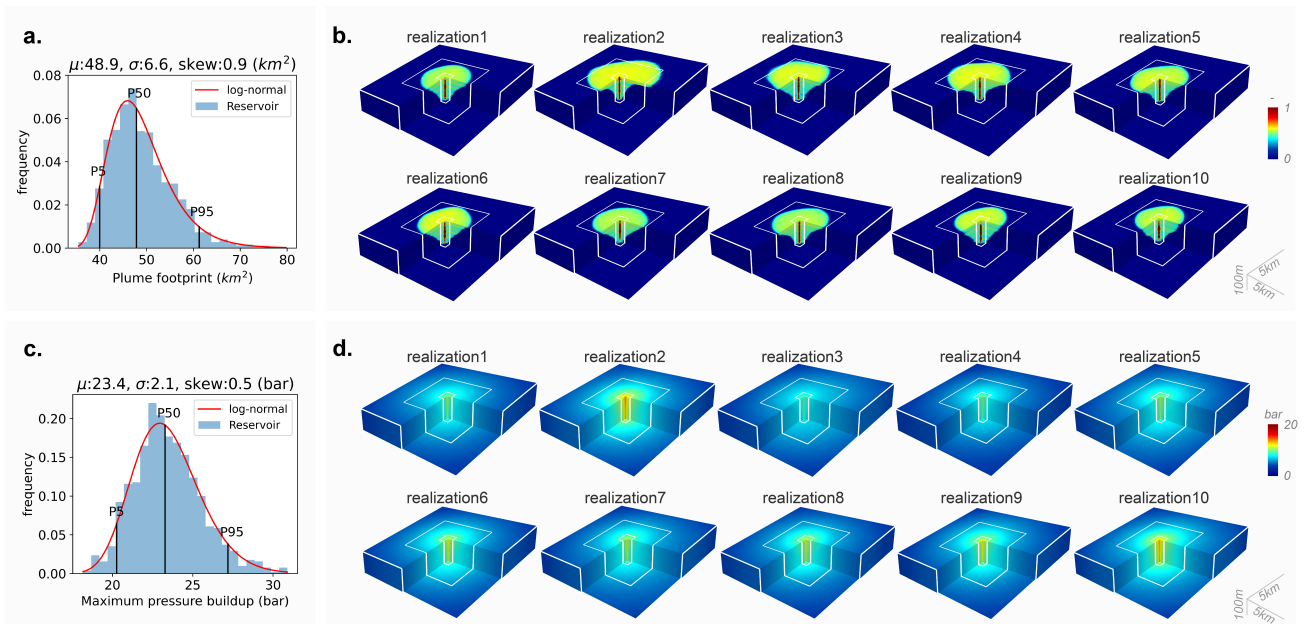 a.
μ:48.9, σ:6.6, skew:0.9 (km²)
0.08
0.06
0.04
0.02
0.00
frequency
P5
P50
P95
log-normal
Reservoir
40 50 60 70 80
Plume footprint (km²)
b.
realization1 realization2 realization3 realization4 realization5
realization6 realization7 realization8 realization9 realization10
-
1
0
100m
5km
5km
c.
μ:23.4, σ:2.1, skew:0.5 (bar)
0.20
0.15
0.10
0.05
0.00
frequency
P5
P50
P95
log-normal
Reservoir
20 25 30
Maximum pressure buildup (bar)
d.
realization1 realization2 realization3 realization4 realization5
realization6 realization7 realization8 realization9 realization10
bar
20
0
100m
5km
5km